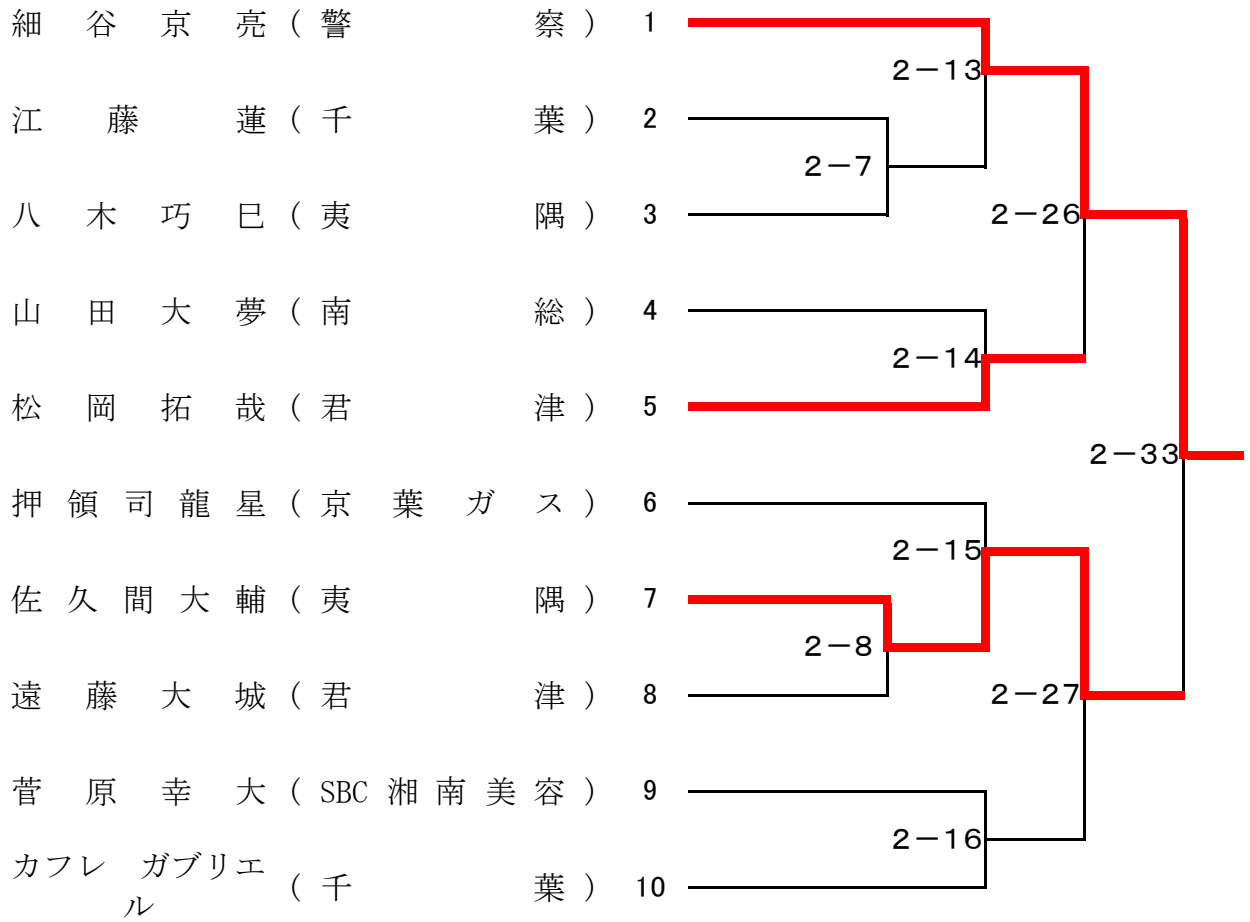 細谷京亮(警察) 1
2-13
江藤蓮(千葉) 2
2-7
八木巧巳(夷隅) 3
2-26
山田大夢(南総) 4
2-14
松岡拓哉(君津) 5
2-33
押領司龍星(京葉ガス) 6
2-15
佐久間大輔(夷隅) 7
2-8
遠藤大城(君津) 8
2-27
菅原幸大(SBC湘南美容) 9
2-16
カフレ ガブリエ
ル
(千葉) 10